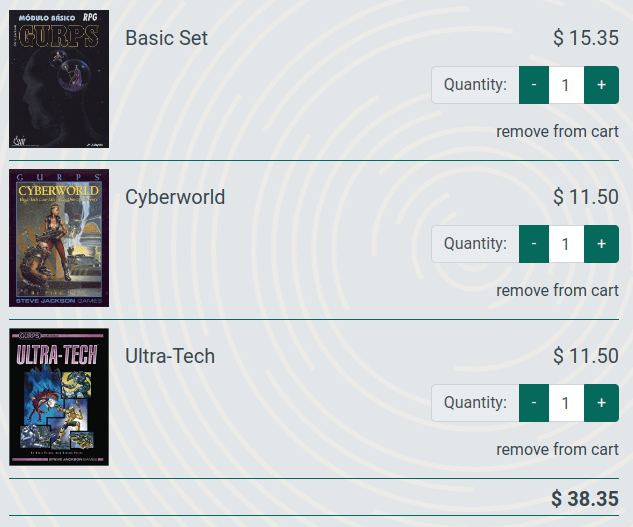 MÓDULO BÁSICO RPG
GURPS
Basic Set
$ 15.35
Quantity: - 1 +
remove from cart
GURPS
CYBERWORLD
STEVE JACKSON GAMES
Cyberworld
$ 11.50
Quantity: - 1 +
remove from cart
GURPS
ULTRA-TECH
STEVE JACKSON GAMES
Ultra-Tech
$ 11.50
Quantity: - 1 +
remove from cart
$ 38.35